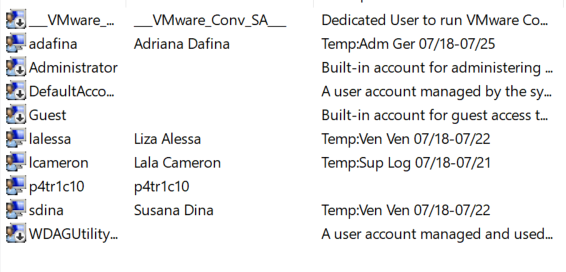 ___VMware_... ___VMware_Conv_SA___ Dedicated User to run VMware Co...
adafina Adriana Dafina Temp:Adm Ger 07/18-07/25
Administrator Built-in account for administering ...
DefaultAcco... A user account managed by the sy...
Guest Built-in account for guest access t...
lalessa Liza Alessa Temp:Ven Ven 07/18-07/22
lcameron Lala Cameron Temp:Sup Log 07/18-07/21
p4tr1c10 p4tr1c10
sdina Susana Dina Temp:Ven Ven 07/18-07/22
WDAGUtility... A user account managed and used...